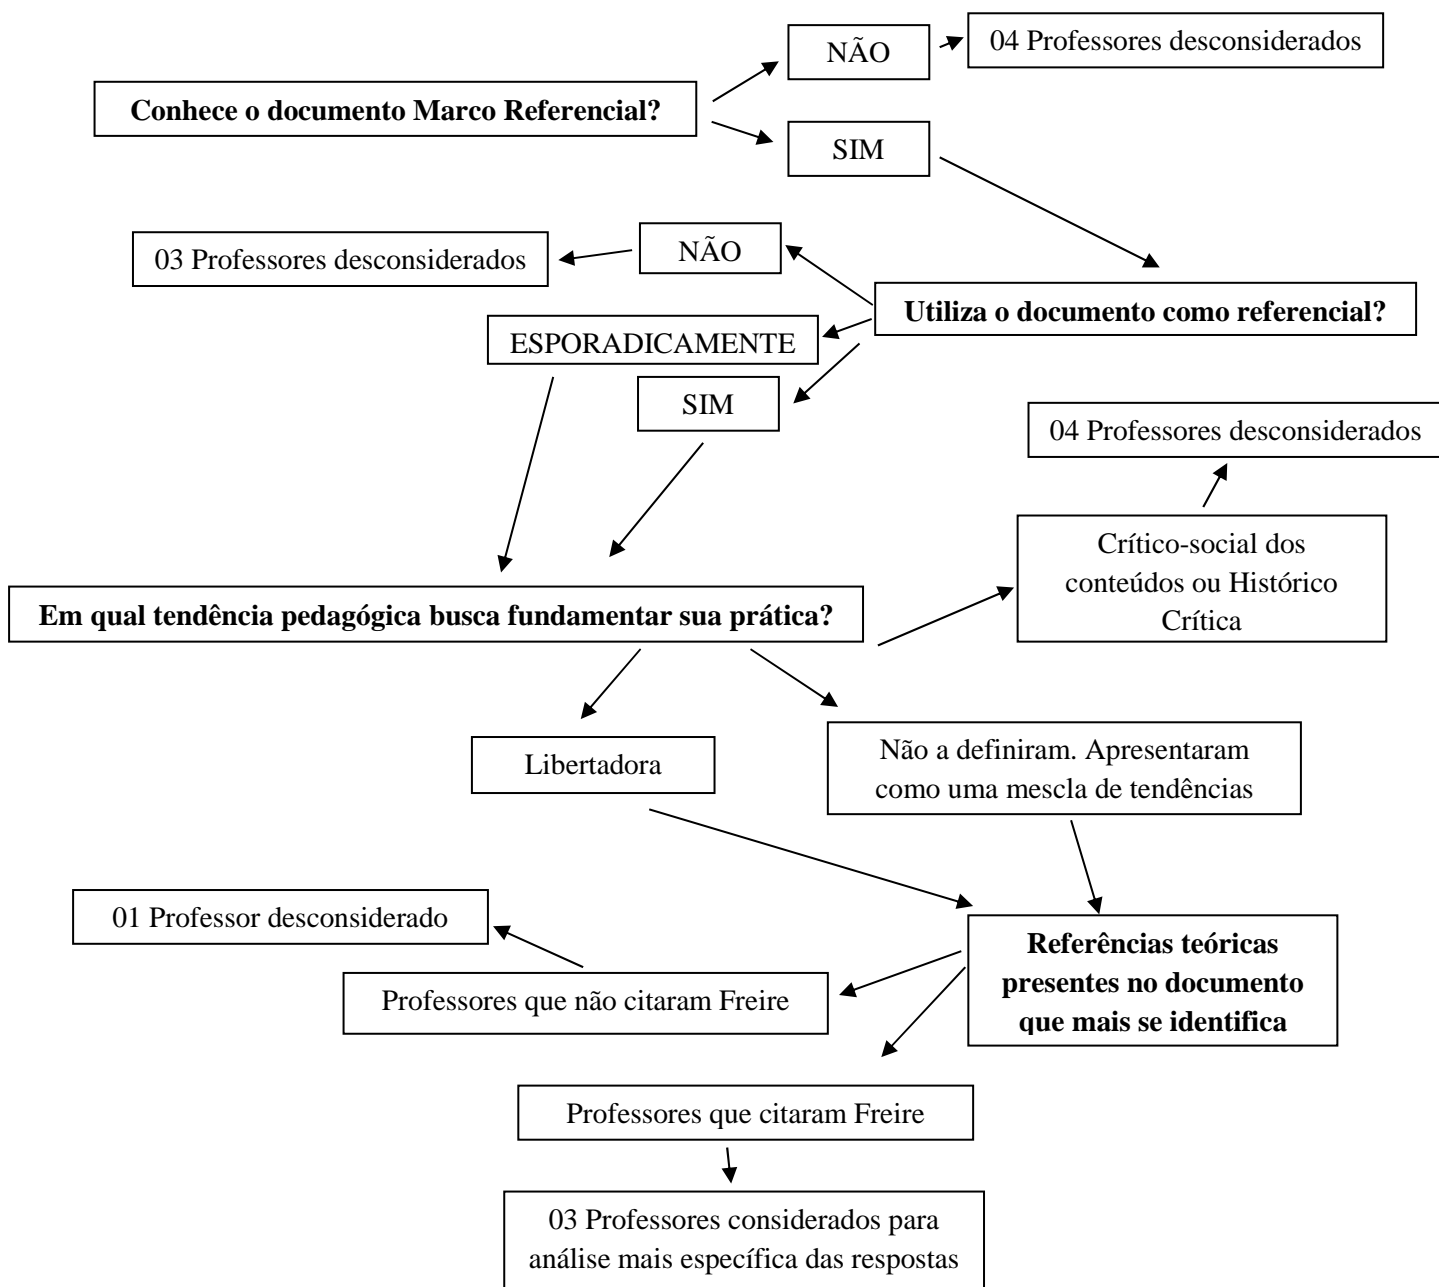 NÃO
04 Professores desconsiderados
Conhece o documento Marco Referencial?
SIM
03 Professores desconsiderados
NÃO
Utiliza o documento como referencial?
ESPORADICAMENTE
SIM
04 Professores desconsiderados
Crítico-social dos
conteúdos ou Histórico
Crítica
Em qual tendência pedagógica busca fundamentar sua prática?
Libertadora
Não a definiram. Apresentaram
como uma mescla de tendências
01 Professor desconsiderado
Referências teóricas
presentes no documento
que mais se identifica
Professores que não citaram Freire
Professores que citaram Freire
03 Professores considerados para
análise mais específica das respostas